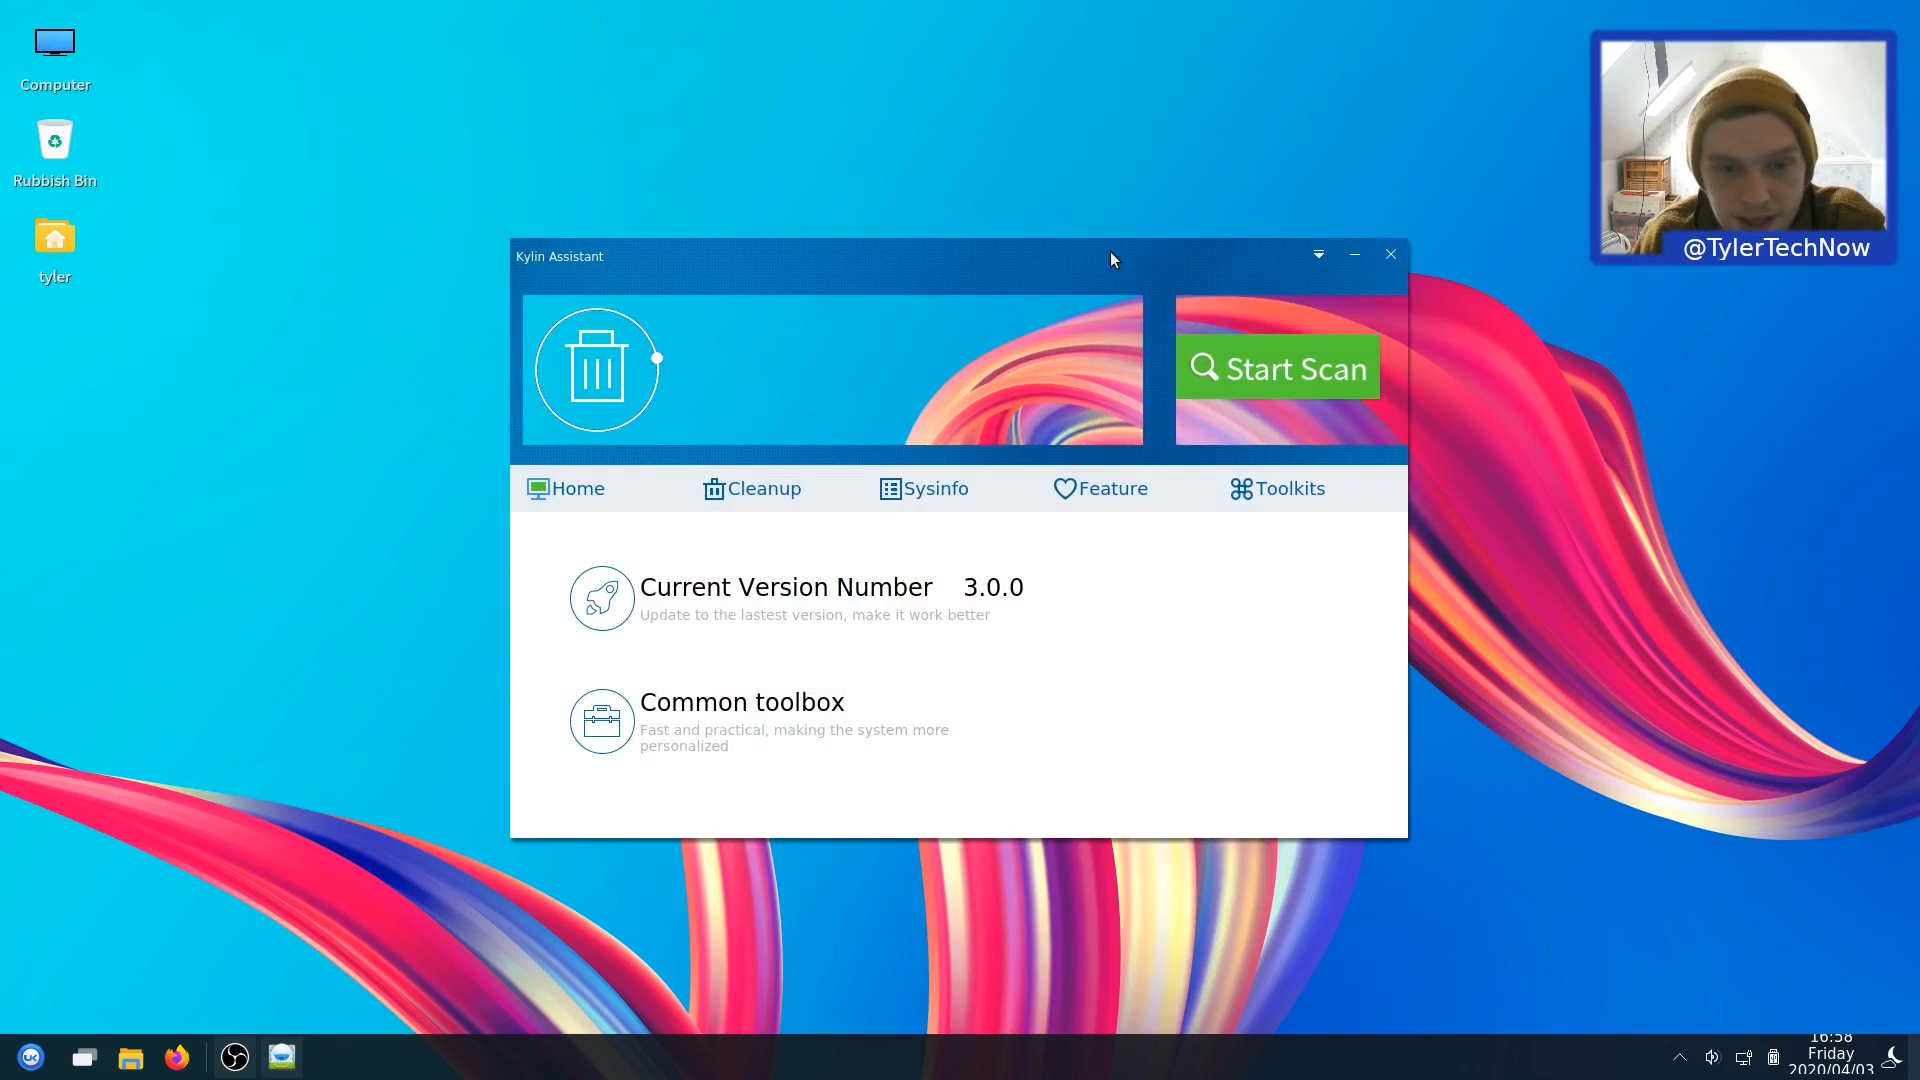 Computer
Rubbish Bin
tyler
@TylerTechNow
Kylin Assistant
Start Scan
Home
Cleanup
Sysinfo
Feature
Toolkits
Current Version Number 3.0.0
Update to the lastest version, make it work better
Common toolbox
Fast and practical, making the system more
personalized
UK
16:58
Friday
2020/04/03